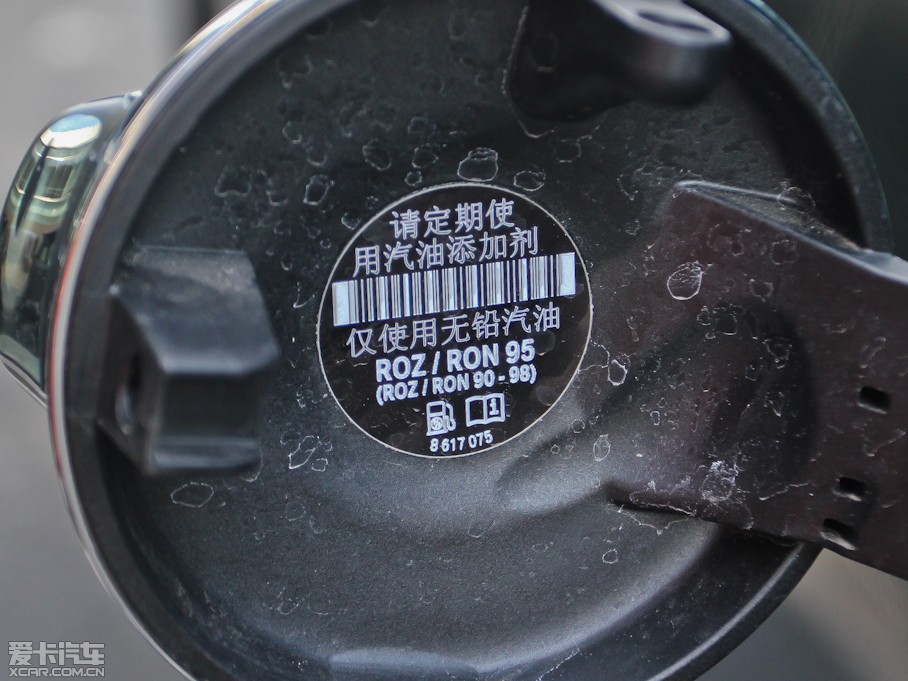 请定期使
用汽油添加剂
仅使用无铅汽油
ROZ / RON 95
(ROZ / RON 90 - 98)
8 617 075
爱卡汽车
XCAR.COM.CN